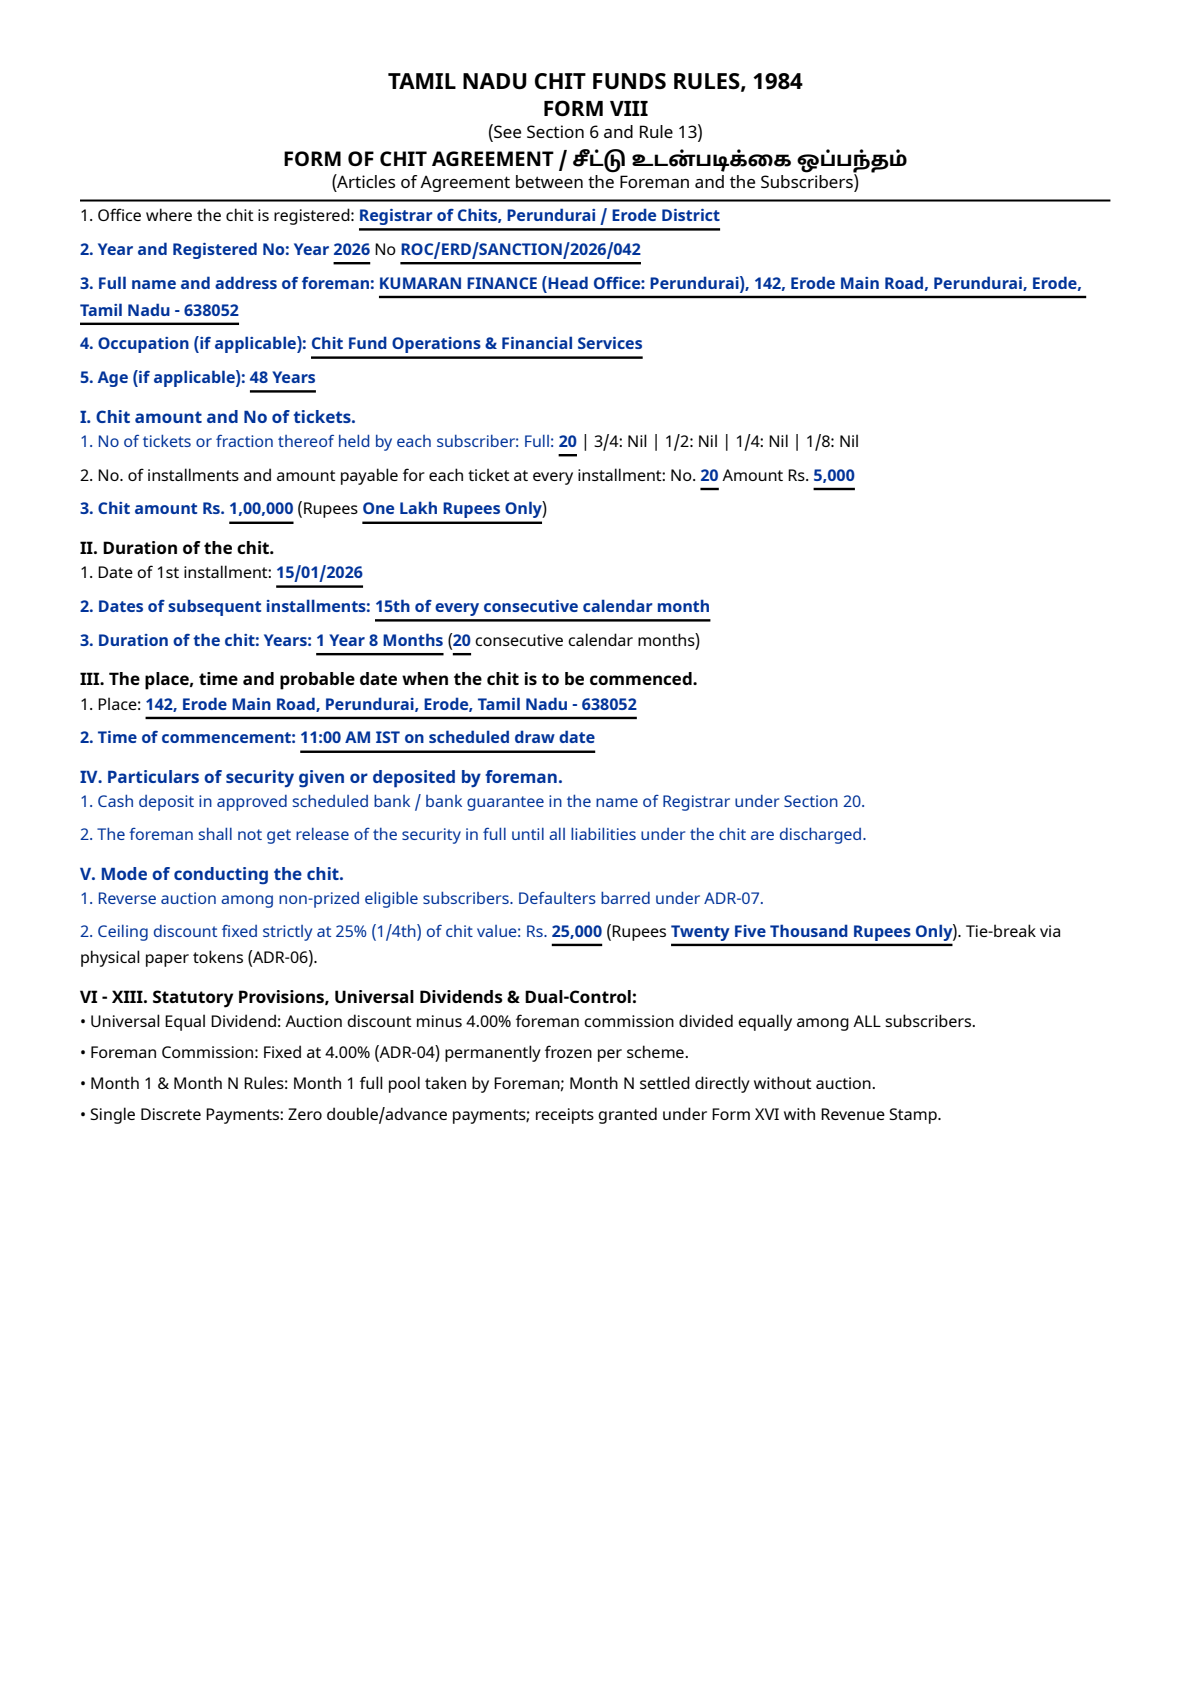 TAMIL NADU CHIT FUNDS RULES, 1984
FORM VIII
(See Section 6 and Rule 13)
FORM OF CHIT AGREEMENT / சீட்டு உடன்படிக்கை ஒப்பந்தம்
(Articles of Agreement between the Foreman and the Subscribers)
1. Office where the chit is registered: Registrar of Chits, Perundurai / Erode District
2. Year and Registered No: Year 2026 No ROC/ERD/SANCTION/2026/042
3. Full name and address of foreman: KUMARAN FINANCE (Head Office: Perundurai), 142, Erode Main Road, Perundurai, Erode,
Tamil Nadu - 638052
4. Occupation (if applicable): Chit Fund Operations & Financial Services
5. Age (if applicable): 48 Years
I. Chit amount and No of tickets.
1. No of tickets or fraction thereof held by each subscriber: Full: 20 | 3/4: Nil | 1/2: Nil | 1/4: Nil | 1/8: Nil
2. No. of installments and amount payable for each ticket at every installment: No. 20 Amount Rs. 5,000
3. Chit amount Rs. 1,00,000 (Rupees One Lakh Rupees Only)
II. Duration of the chit.
1. Date of 1st installment: 15/01/2026
2. Dates of subsequent installments: 15th of every consecutive calendar month
3. Duration of the chit: Years: 1 Year 8 Months (20 consecutive calendar months)
III. The place, time and probable date when the chit is to be commenced.
1. Place: 142, Erode Main Road, Perundurai, Erode, Tamil Nadu - 638052
2. Time of commencement: 11:00 AM IST on scheduled draw date
IV. Particulars of security given or deposited by foreman.
1. Cash deposit in approved scheduled bank / bank guarantee in the name of Registrar under Section 20.
2. The foreman shall not get release of the security in full until all liabilities under the chit are discharged.
V. Mode of conducting the chit.
1. Reverse auction among non-prized eligible subscribers. Defaulters barred under ADR-07.
2. Ceiling discount fixed strictly at 25% (1/4th) of chit value: Rs. 25,000 (Rupees Twenty Five Thousand Rupees Only). Tie-break via
physical paper tokens (ADR-06).
VI - XIII. Statutory Provisions, Universal Dividends & Dual-Control:
• Universal Equal Dividend: Auction discount minus 4.00% foreman commission divided equally among ALL subscribers.
• Foreman Commission: Fixed at 4.00% (ADR-04) permanently frozen per scheme.
• Month 1 & Month N Rules: Month 1 full pool taken by Foreman; Month N settled directly without auction.
• Single Discrete Payments: Zero double/advance payments; receipts granted under Form XVI with Revenue Stamp.